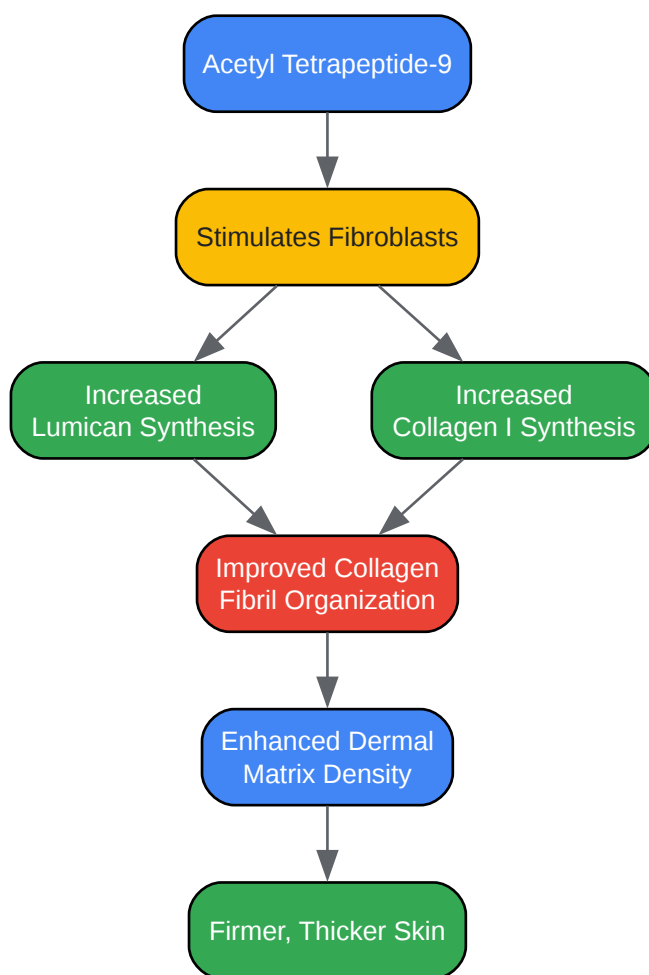 Acetyl Tetrapeptide-9
Stimulates Fibroblasts
Increased
Lumican Synthesis
Increased
Collagen I Synthesis
Improved Collagen
Fibril Organization
Enhanced Dermal
Matrix Density
Firmer, Thicker Skin